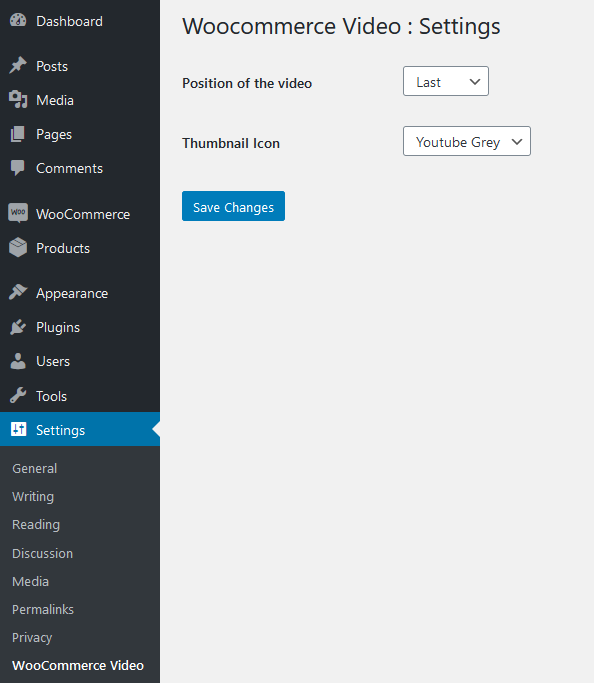 Dashboard
Posts
Media
Pages
Comments
WOO WooCommerce
Products
Appearance
Plugins
Users
Tools
Settings
General
Writing
Reading
Discussion
Media
Permalinks
Privacy
WooCommerce Video
Woocommerce Video : Settings
Position of the video Last
Thumbnail Icon Youtube Grey
Save Changes